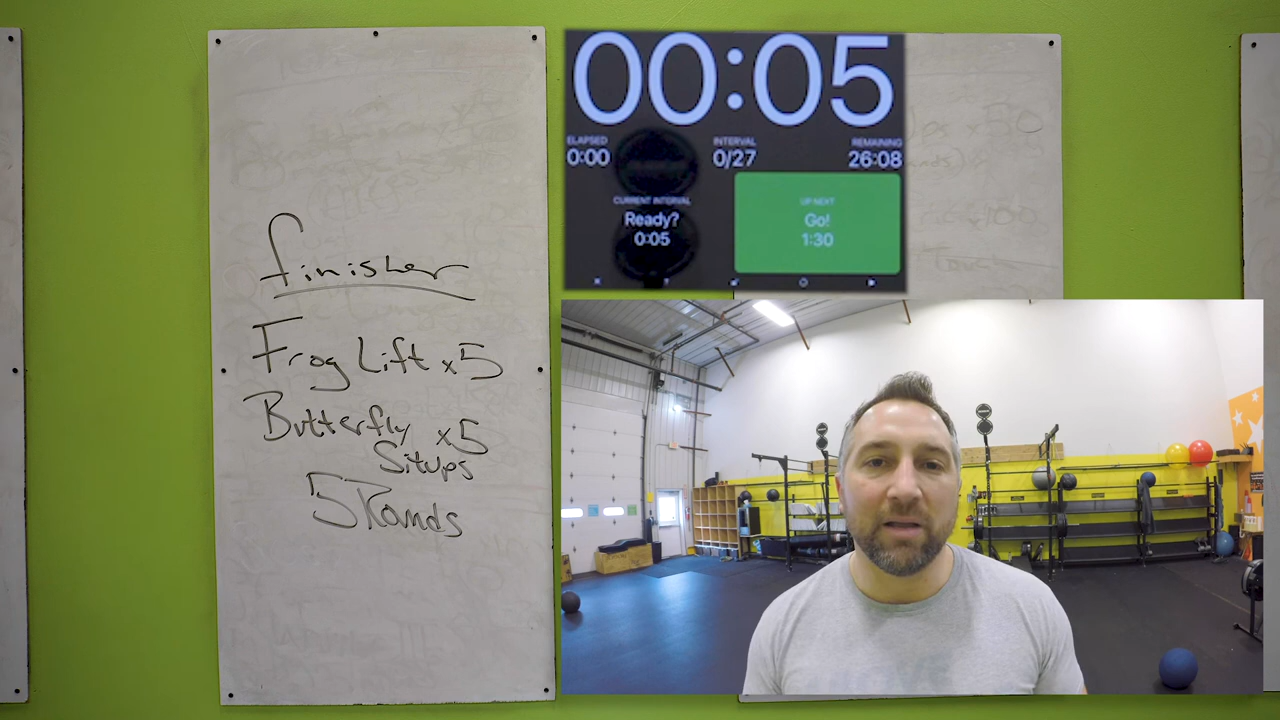 finisher
Frog Lift x5
Butterfly
Situps x5
5 Rounds
00:05
ELAPSED INTERVAL REMAINING
0:00 0/27 26:08
CURRENT INTERVAL
Ready?
0:05
UP NEXT
Go!
1:30
x100